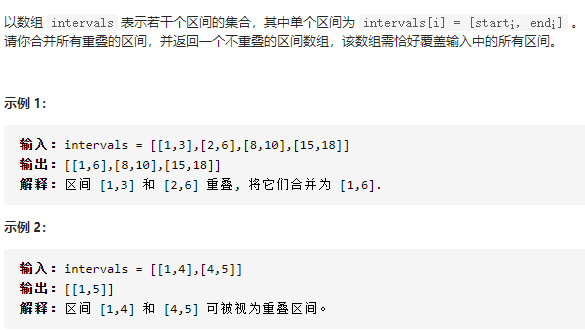 以数组 intervals 表示若干个区间的集合，其中单个区间为 intervals[i] = [starti, endi] 。
请你合并所有重叠的区间，并返回一个不重叠的区间数组，该数组需恰好覆盖输入中的所有区间。
示例 1：
输入：intervals = [[1,3],[2,6],[8,10],[15,18]]
输出：[[1,6],[8,10],[15,18]]
解释：区间 [1,3] 和 [2,6] 重叠, 将它们合并为 [1,6].
示例 2：
输入：intervals = [[1,4],[4,5]]
输出：[[1,5]]
解释：区间 [1,4] 和 [4,5] 可被视为重叠区间。